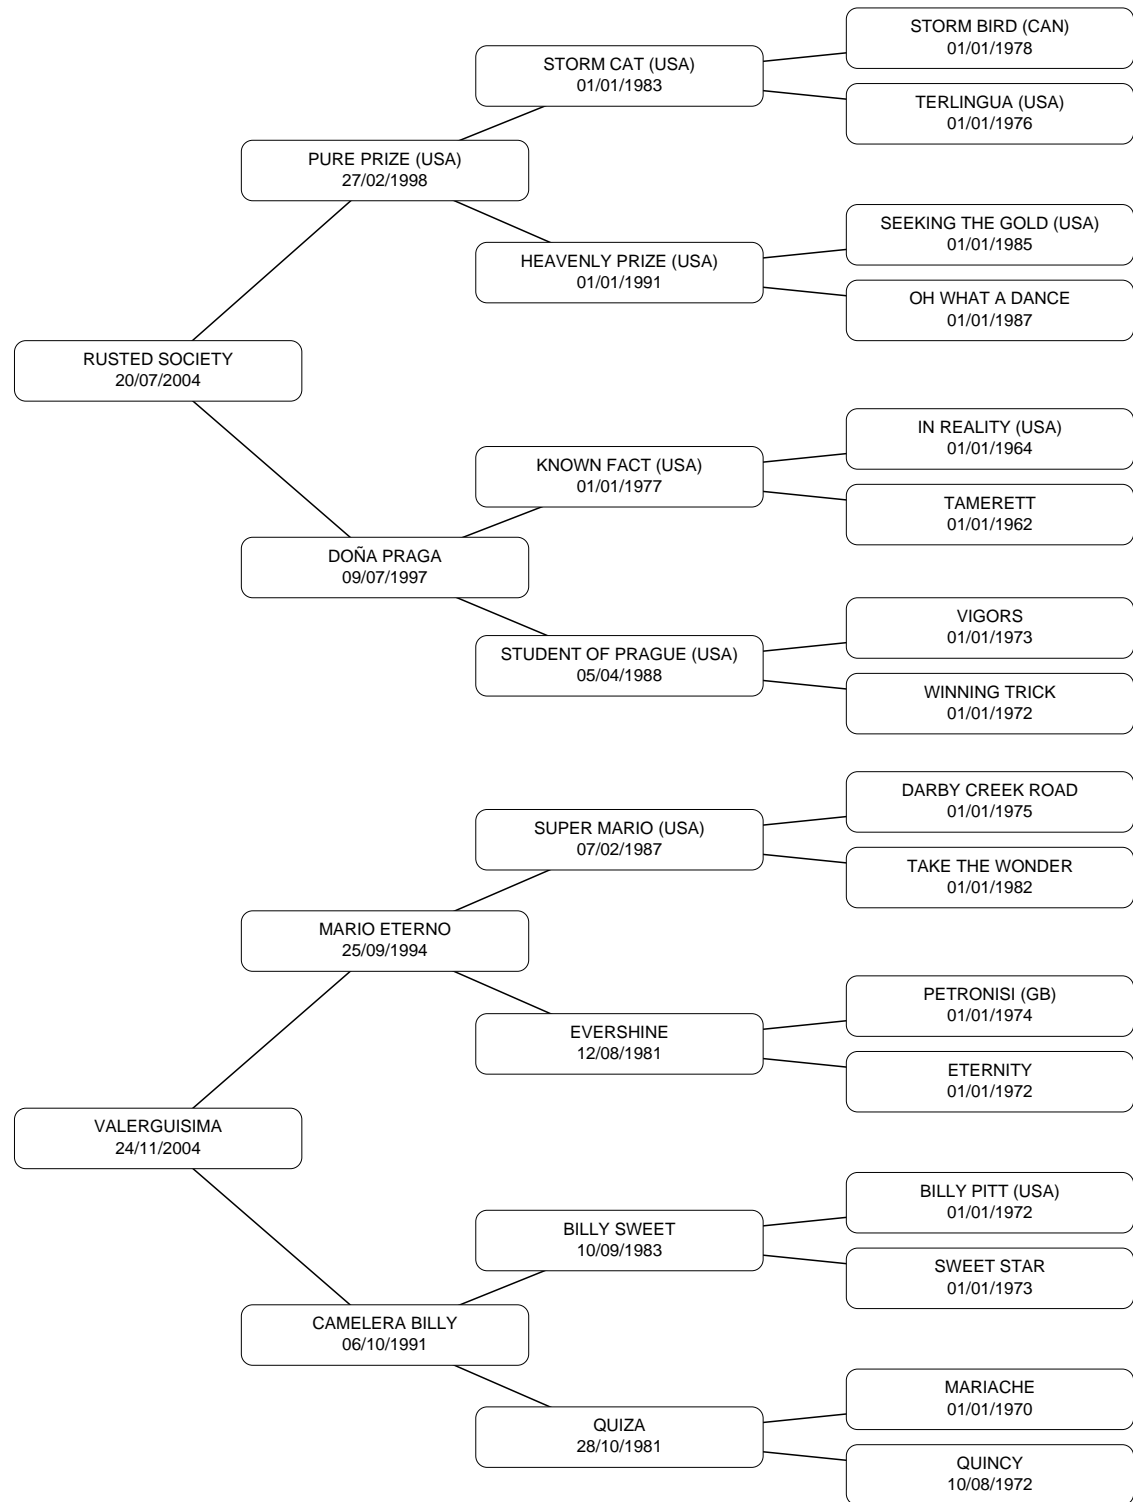 STORM BIRD (CAN)
01/01/1978
STORM CAT (USA)
01/01/1983
TERLINGUA (USA)
01/01/1976
PURE PRIZE (USA)
27/02/1998
SEEKING THE GOLD (USA)
01/01/1985
HEAVENLY PRIZE (USA)
01/01/1991
OH WHAT A DANCE
01/01/1987
RUSTED SOCIETY
20/07/2004
IN REALITY (USA)
01/01/1964
KNOWN FACT (USA)
01/01/1977
TAMERETT
01/01/1962
DOÑA PRAGA
09/07/1997
VIGORS
01/01/1973
STUDENT OF PRAGUE (USA)
05/04/1988
WINNING TRICK
01/01/1972
DARBY CREEK ROAD
01/01/1975
SUPER MARIO (USA)
07/02/1987
TAKE THE WONDER
01/01/1982
MARIO ETERNO
25/09/1994
PETRONISI (GB)
01/01/1974
EVERSHINE
12/08/1981
ETERNITY
01/01/1972
VALERGUISIMA
24/11/2004
BILLY PITT (USA)
01/01/1972
BILLY SWEET
10/09/1983
SWEET STAR
01/01/1973
CAMELERA BILLY
06/10/1991
MARIACHE
01/01/1970
QUIZA
28/10/1981
QUINCY
10/08/1972